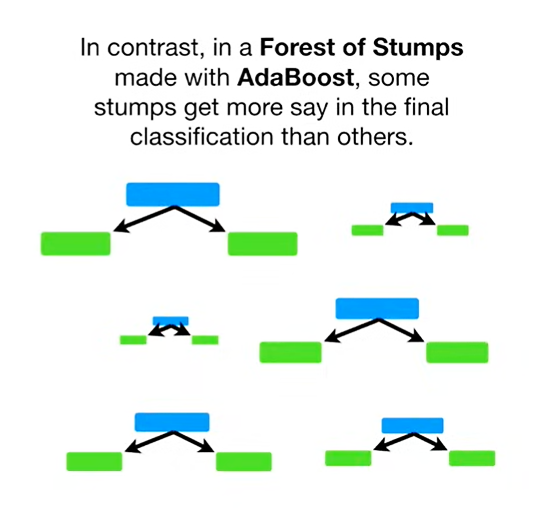 In contrast, in a Forest of Stumps
made with AdaBoost, some
stumps get more say in the final
classification than others.